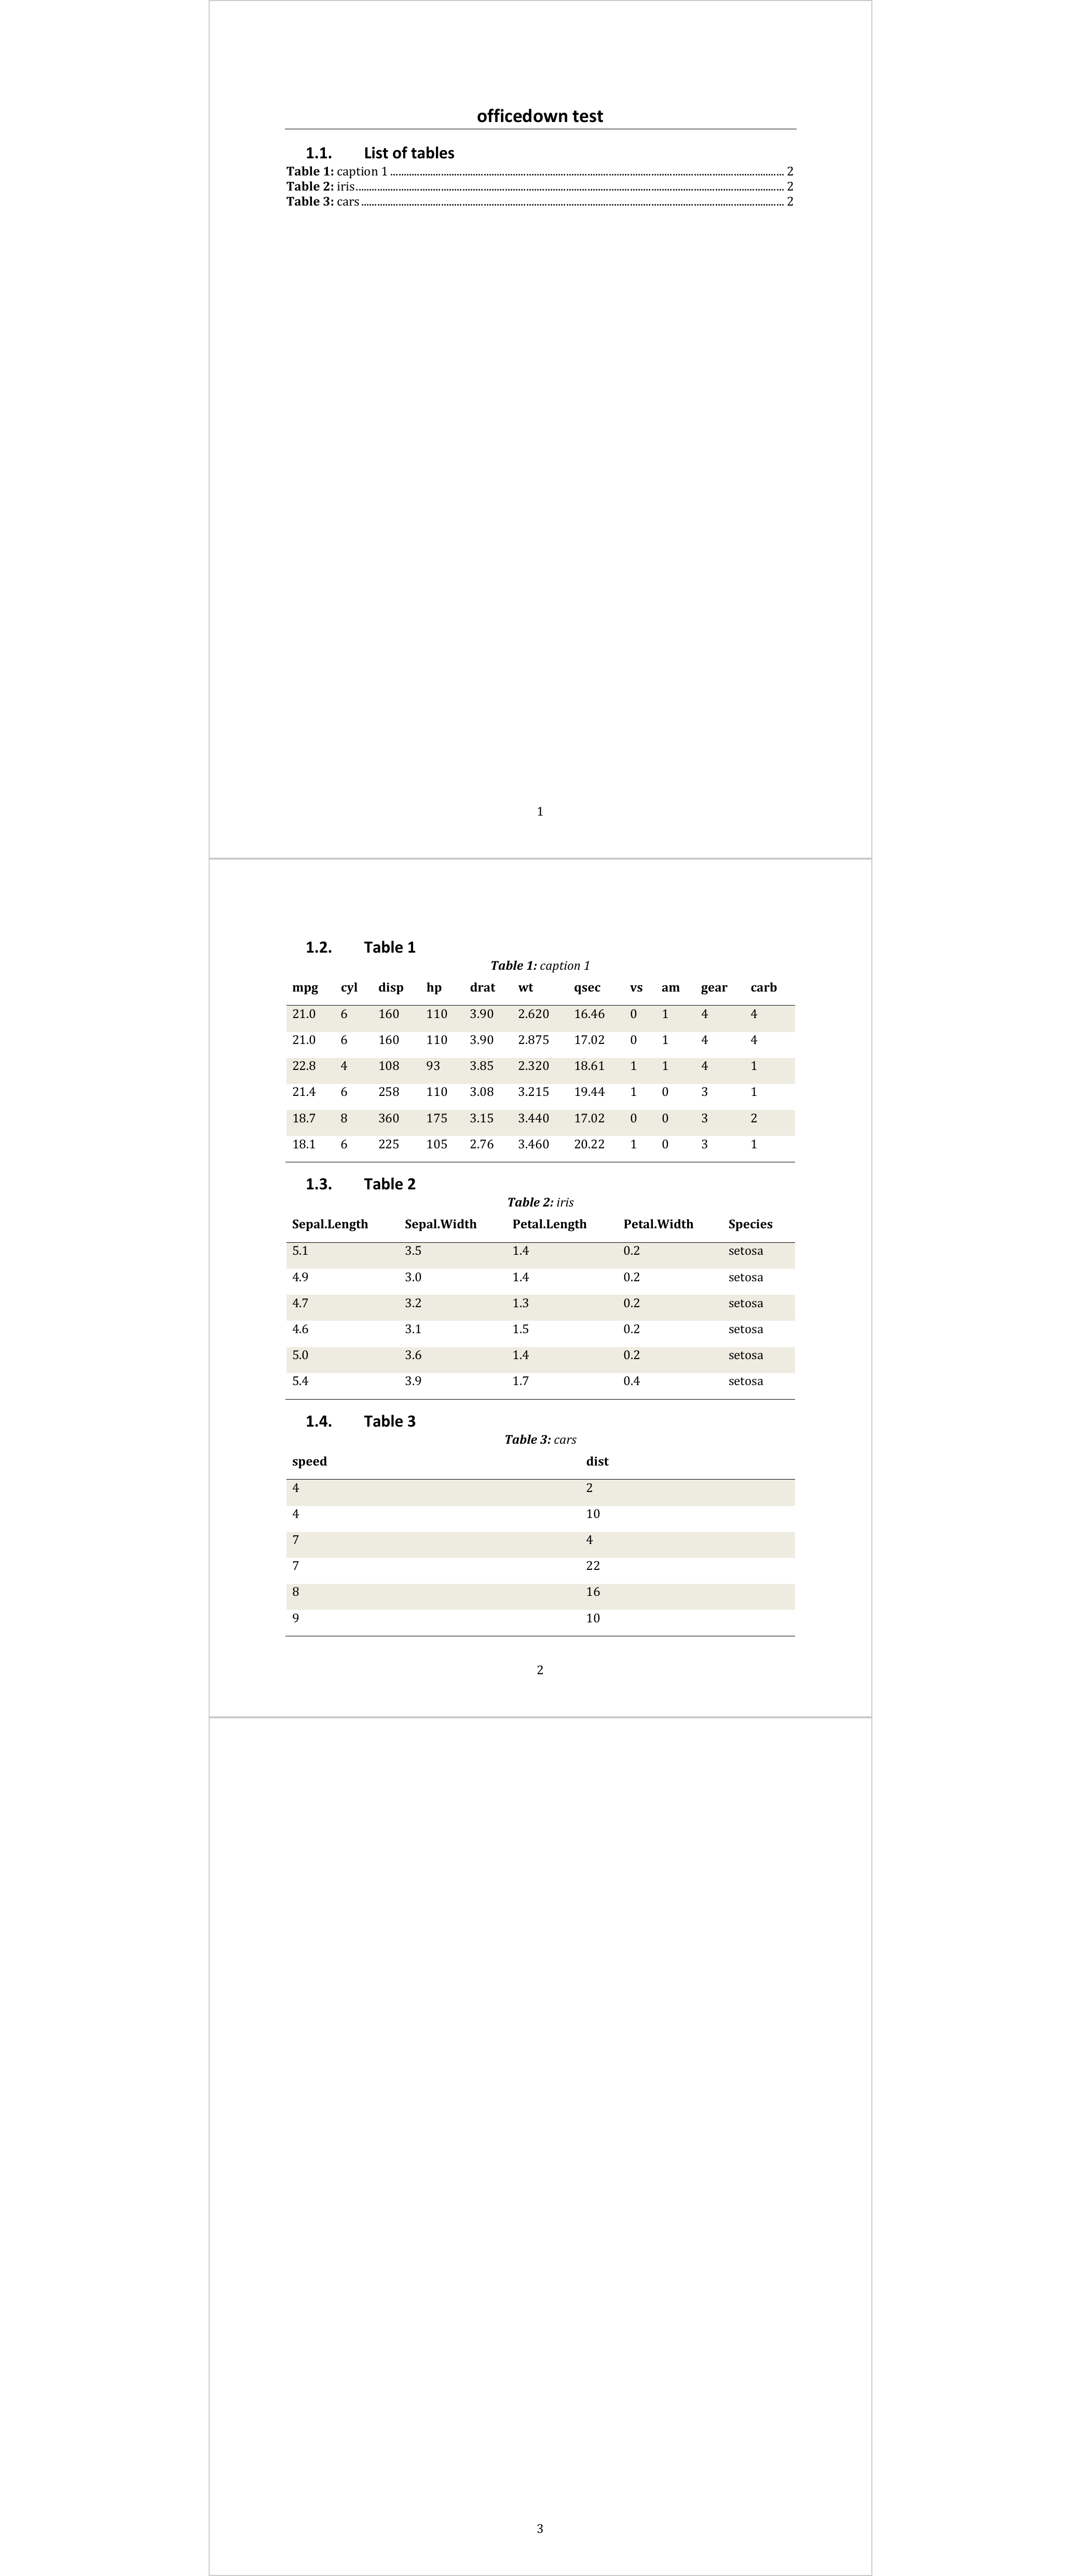 officedown test
1.1. List of tables
Table 1: caption 1 2
Table 2: iris 2
Table 3: cars 2
1
1.2. Table 1
Table 1: caption 1
mpg cyl disp hp drat wt qsec vs am gear carb
21.0 6 160 110 3.90 2.620 16.46 0 1 4 4
21.0 6 160 110 3.90 2.875 17.02 0 1 4 4
22.8 4 108 93 3.85 2.320 18.61 1 1 4 1
21.4 6 258 110 3.08 3.215 19.44 1 0 3 1
18.7 8 360 175 3.15 3.440 17.02 0 0 3 2
18.1 6 225 105 2.76 3.460 20.22 1 0 3 1
1.3. Table 2
Table 2: iris
Sepal.Length Sepal.Width Petal.Length Petal.Width Species
5.1 3.5 1.4 0.2 setosa
4.9 3.0 1.4 0.2 setosa
4.7 3.2 1.3 0.2 setosa
4.6 3.1 1.5 0.2 setosa
5.0 3.6 1.4 0.2 setosa
5.4 3.9 1.7 0.4 setosa
1.4. Table 3
Table 3: cars
speed dist
4 2
4 10
7 4
7 22
8 16
9 10
2
3